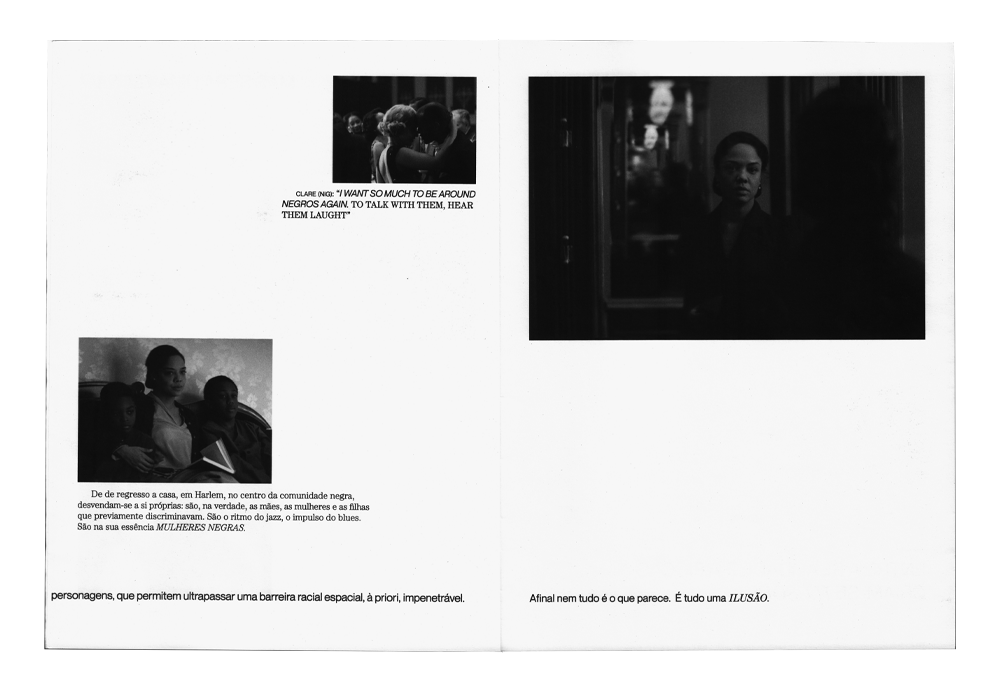 CLARE (NIG): "I WANT SO MUCH TO BE AROUND
NEGROS AGAIN. TO TALK WITH THEM, HEAR
THEM LAUGHT"
De de regresso a casa, em Harlem, no centro da comunidade negra,
desvendam-se a si próprias: são, na verdade, as mães, as mulheres e as filhas
que previamente discriminavam. São o ritmo do jazz, o impulso do blues.
São na sua essência MULHERES NEGRAS.
personagens, que permitem ultrapassar uma barreira racial espacial, à priori, impenetrável.
Afinal nem tudo é o que parece. É tudo uma ILUSÃO.